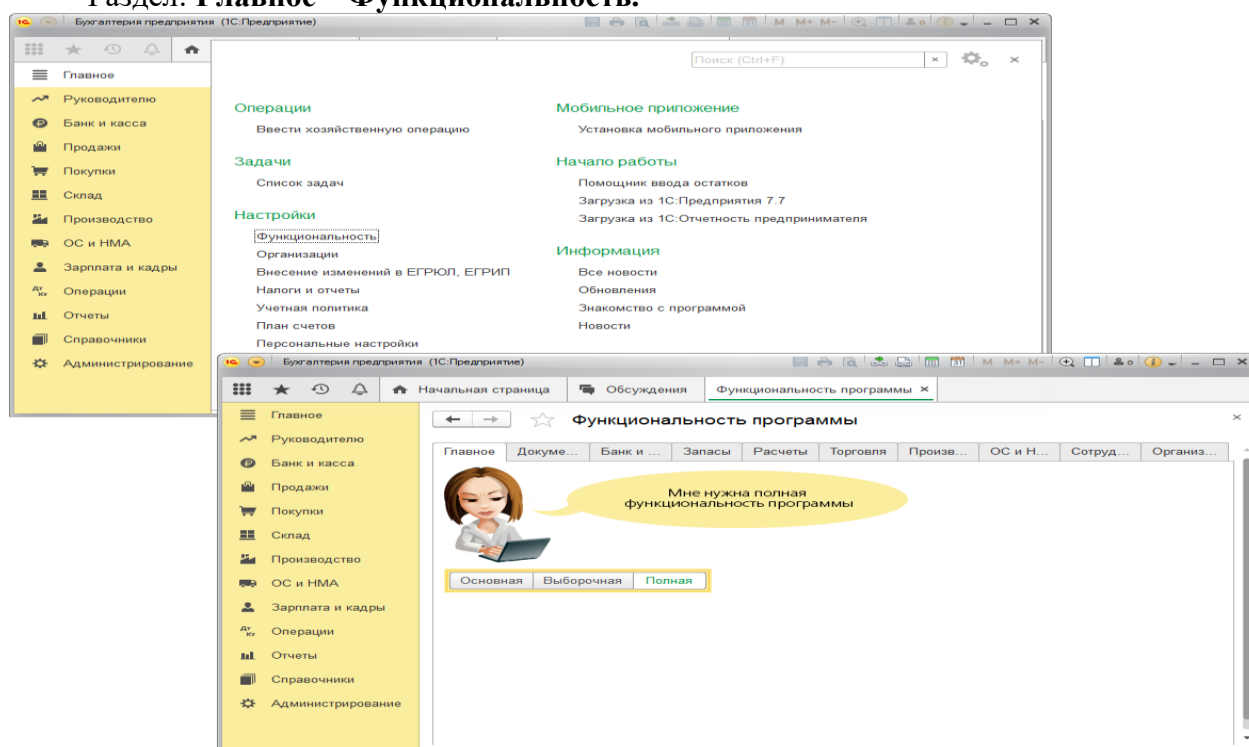 Раздел: Главное – Функциональность.
Бухгалтерия предприятия (1С:Предприятие)
M M+ M-
Поиск (Ctrl+F)
Главное
Руководителю
Банк и касса
Продажи
Покупки
Склад
Производство
ОС и НМА
Зарплата и кадры
Операции
Отчеты
Справочники
Администрирование
Операции
Ввести хозяйственную операцию
Задачи
Список задач
Настройки
Функциональность
Организации
Внесение изменений в ЕГРЮЛ, ЕГРИП
Налоги и отчеты
Учетная политика
План счетов
Персональные настройки
Мобильное приложение
Установка мобильного приложения
Начало работы
Помощник ввода остатков
Загрузка из 1С:Предприятия 7.7
Загрузка из 1С:Отчетность предпринимателя
Информация
Все новости
Обновления
Знакомство с программой
Новости
Бухгалтерия предприятия (1С:Предприятие)
M M+ M-
Начальная страница Обсуждения Функциональность программы ×
Главное
Руководителю
Банк и касса
Продажи
Покупки
Склад
Производство
ОС и НМА
Зарплата и кадры
Операции
Отчеты
Справочники
Администрирование
Функциональность программы
Главное Докуме... Банк и ... Запасы Расчеты Торговля Произв... ОС и Н... Сотруд... Организ...
Мне нужна полная
функциональность программы
Основная Выборочная Полная